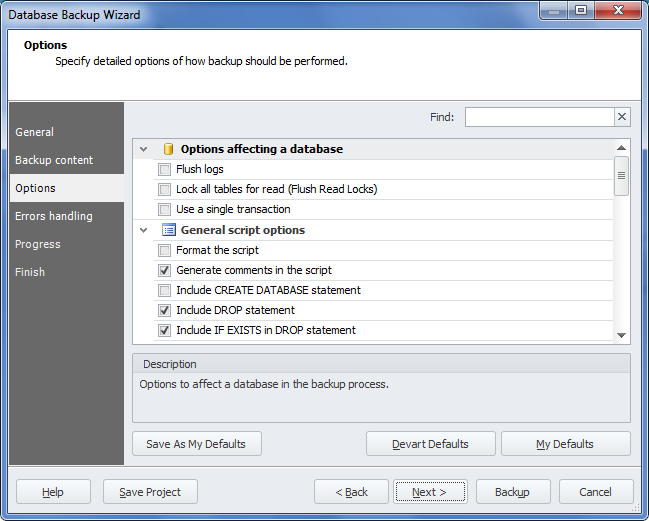 Database Backup Wizard
Options
Specify detailed options of how backup should be performed.
General
Backup content
Options
Errors handling
Progress
Finish
Find:
Options affecting a database
Flush logs
Lock all tables for read (Flush Read Locks)
Use a single transaction
General script options
Format the script
Generate comments in the script
Include CREATE DATABASE statement
Include DROP statement
Include IF EXISTS in DROP statement
Description
Options to affect a database in the backup process.
Save As My Defaults
Devart Defaults
My Defaults
Help
Save Project
< Back
Next >
Backup
Cancel